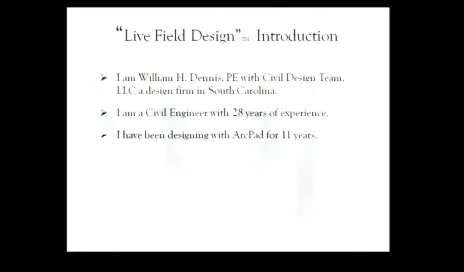 “Live Field Design”TM Introduction
➢ I am William H. Dennis, PE with Civil Design Team,
LLC a design firm in South Carolina.
➢ I am a Civil Engineer with 28 years of experience.
➢ I have been designing with ArcPad for 11 years.